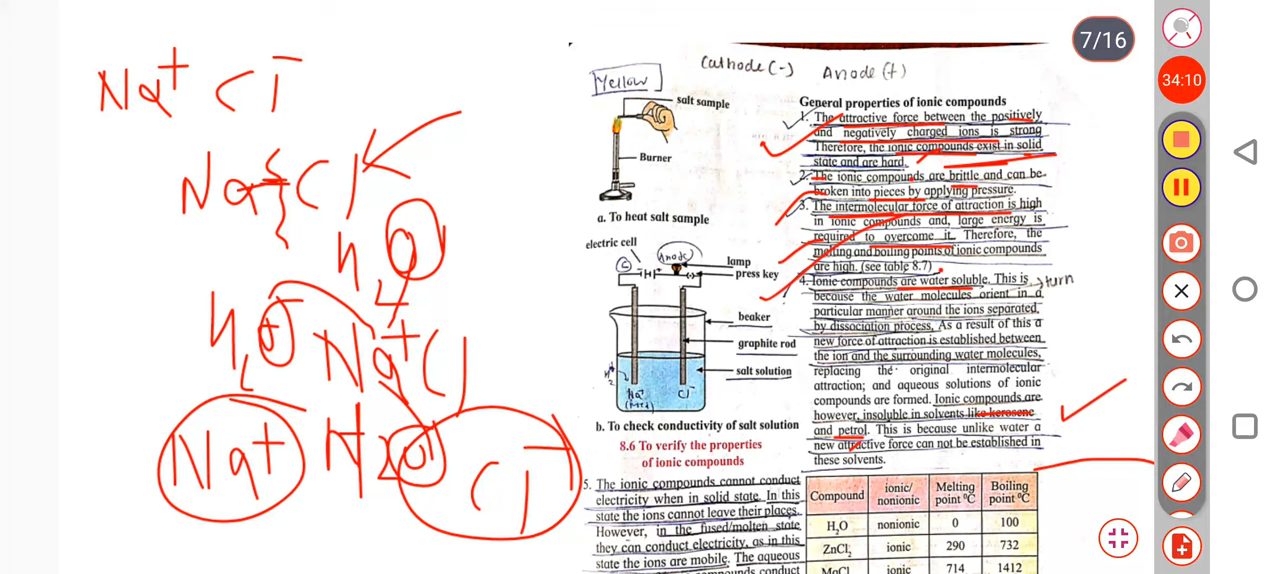 7/16
34:10
Na+ Cl-
Na Cl
Na+ Cl
Na+ H2O Cl-
Cathode (-) Anode (+)
Yellow
salt sample
Burner
a. To heat salt sample
electric cell
Anode
lamp
press key
beaker
graphite rod
salt solution
Na+
Cl-
b. To check conductivity of salt solution
8.6 To verify the properties
of ionic compounds
5. The ionic compounds cannot conduct
electricity when in solid state. In this
state the ions cannot leave their places.
However, in the fused/molten state
they can conduct electricity, as in this
state the ions are mobile. The aqueous
General properties of ionic compounds
1. The attractive force between the positively
and negatively charged ions is strong
Therefore, the ionic compounds exist in solid
state and are hard.
2. The ionic compounds are brittle and can be
broken into pieces by applying pressure.
3. The intermolecular force of attraction is high
in ionic compounds and, large energy is
required to overcome it. Therefore, the
melting and boiling points of ionic compounds
are high. (see table 8.7)
4. Ionic compounds are water soluble. This is
turn
because the water molecules orient in a
particular manner around the ions separated
by dissociation process. As a result of this a
new force of attraction is established between
the ion and the surrounding water molecules,
replacing the original intermolecular
attraction; and aqueous solutions of ionic
compounds are formed. Ionic compounds are
however, insoluble in solvents like kerosene
and petrol. This is because unlike water a
new attractive force can not be established in
these solvents.
Compound ionic/ nonionic Melting point °C Boiling point °C
H2O nonionic 0 100
ZnCl2 ionic 290 732
MgCl ionic 714 1412